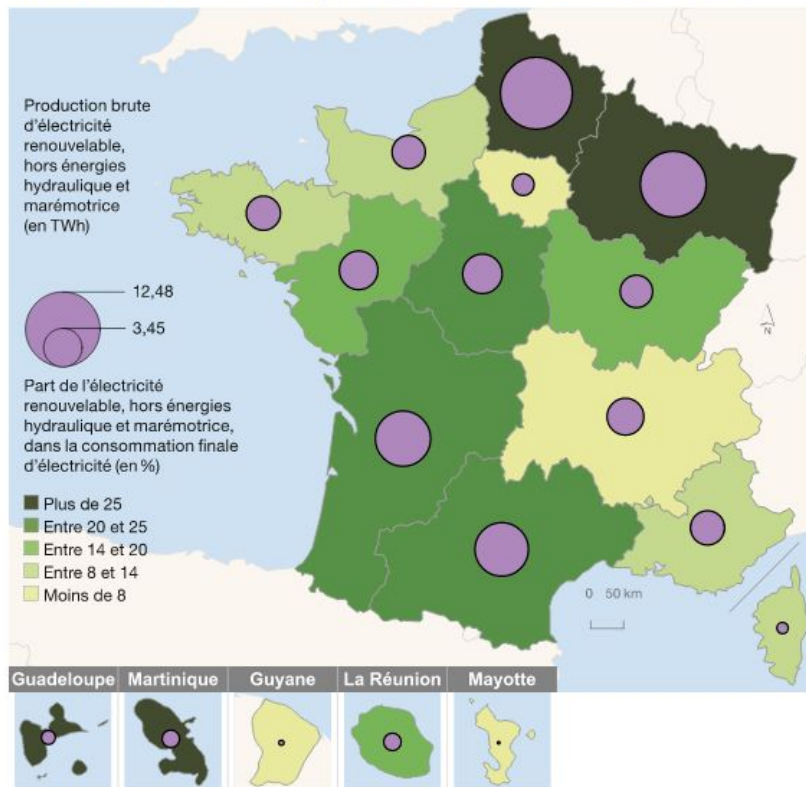 Production brute
d'électricité
renouvelable,
hors énergies
hydraulique et
marémotrice
(en TWh)
12,48
3,45
Part de l'électricité
renouvelable, hors énergies
hydraulique et marémotrice,
dans la consommation finale
d'électricité (en %)
Plus de 25
Entre 20 et 25
Entre 14 et 20
Entre 8 et 14
Moins de 8
N
0 50 km
Guadeloupe Martinique Guyane La Réunion Mayotte